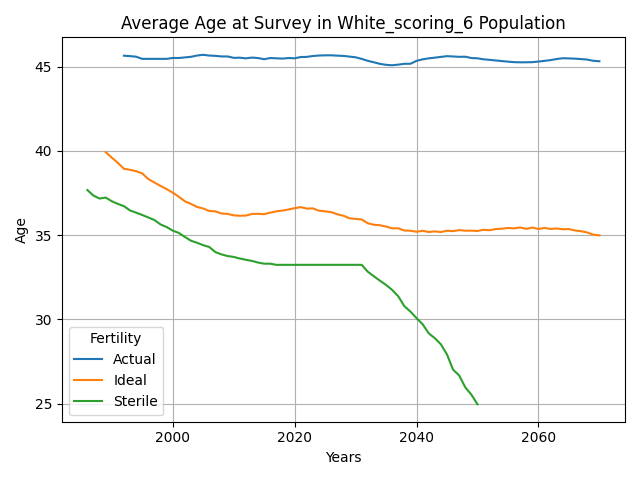 Average Age at Survey in White_scoring_6 Population
Age
45
40
35
30
25
Fertility
Actual
Ideal
Sterile
2000
2020
2040
2060
Years